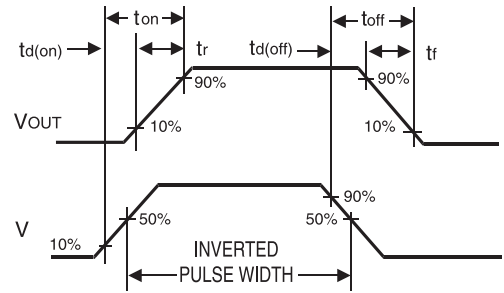 ton toff
td(on) tr td(off) tf
90% 90%
VOUT 10% 10%
90%
V 50% 50%
10% INVERTED
PULSE WIDTH